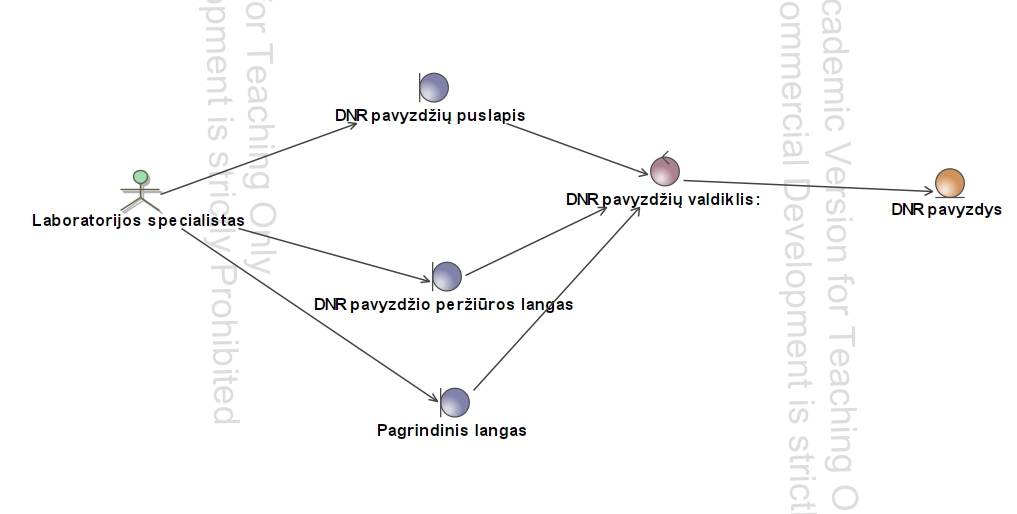 DNR pavyzdžių puslapis
Laboratorijos specialistas
DNR pavyzdžių valdiklis:
DNR pavyzdys
DNR pavyzdžio peržiūros langas
Pagrindinis langas
for Teaching Only
opment is strictly Prohibited
cademic Version for Teaching O
ommercial Development is strictl